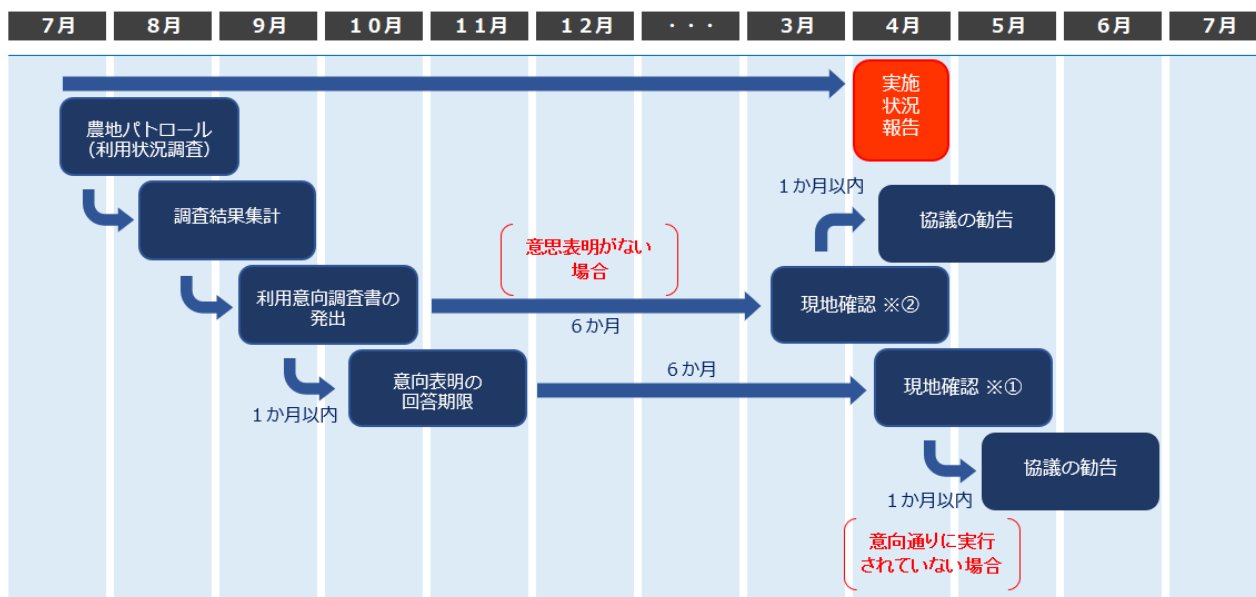 7月 8月 9月 10月 11月 12月 ・・・ 3月 4月 5月 6月 7月
実施
状況
報告
農地パトロール
(利用状況調査)
調査結果集計
1か月以内
協議の勧告
意思表明がない
場合
利用意向調査書の
発出
6か月
現地確認 ※②
1か月以内
意向表明の
回答期限
6か月
現地確認 ※①
1か月以内
協議の勧告
意向通りに実行
されていない場合